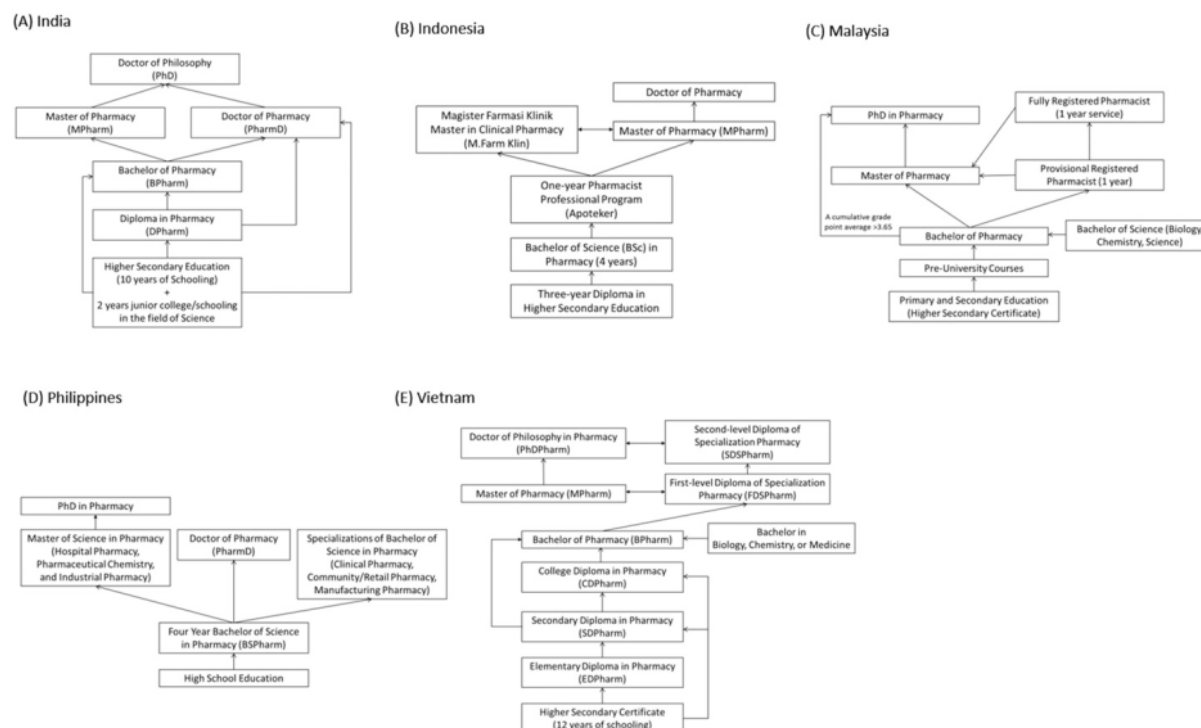 (A) India
Doctor of Philosophy
(PhD)
Master of Pharmacy
(MPharm)
Doctor of Pharmacy
(PharmD)
Bachelor of Pharmacy
(BPharm)
Diploma in Pharmacy
(DPharm)
Higher Secondary Education
(10 years of Schooling)
+
2 years junior college/schooling
in the field of Science
(B) Indonesia
Doctor of Pharmacy
Magister Farmasi Klinik
Master in Clinical Pharmacy
(M.Farm Klin)
Master of Pharmacy (MPharm)
One-year Pharmacist
Professional Program
(Apoteker)
Bachelor of Science (BSc) in
Pharmacy (4 years)
Three-year Diploma in
Higher Secondary Education
(C) Malaysia
PhD in Pharmacy
Fully Registered Pharmacist
(1 year service)
Master of Pharmacy
Provisional Registered
Pharmacist (1 year)
A cumulative grade
point average >3.65
Bachelor of Pharmacy
Bachelor of Science (Biology,
Chemistry, Science)
Pre-University Courses
Primary and Secondary Education
(Higher Secondary Certificate)
(D) Philippines
PhD in Pharmacy
Master of Science in Pharmacy
(Hospital Pharmacy,
Pharmaceutical Chemistry,
and Industrial Pharmacy)
Doctor of Pharmacy
(PharmD)
Specializations of Bachelor
of Science in Pharmacy
(Clinical Pharmacy,
Community/Retail Pharmacy,
Manufacturing Pharmacy)
Four Year Bachelor of Science
in Pharmacy (BSPharm)
High School Education
(E) Vietnam
Doctor of Philosophy in Pharmacy
(PhDPharm)
Second-level Diploma of
Specialization Pharmacy
(SDSPharm)
Master of Pharmacy (MPharm)
First-level Diploma of Specialization
Pharmacy (FDSPharm)
Bachelor of Pharmacy (BPharm)
Bachelor in
Biology, Chemistry, or Medicine
College Diploma in Pharmacy
(CDPharm)
Secondary Diploma in Pharmacy
(SDPharm)
Elementary Diploma in Pharmacy
(EDPharm)
Higher Secondary Certificate
(12 years of schooling)